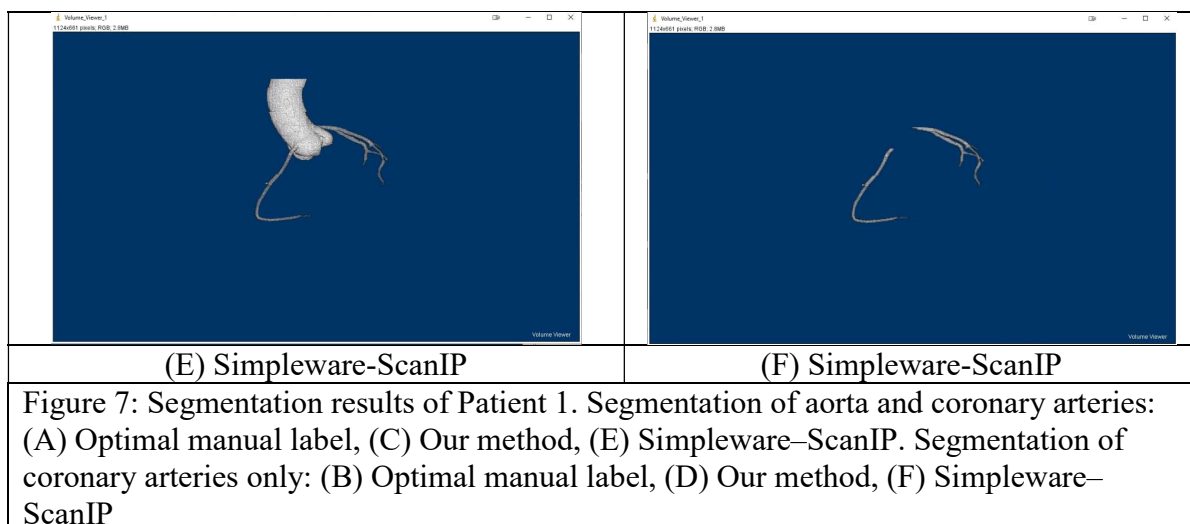 Volume_Viewer_1
1124x661 pixels; RGB; 2.8MB
Volume Viewer
Volume_Viewer_1
1124x661 pixels; RGB; 2.8MB
Volume Viewer
(E) Simpleware-ScanIP
(F) Simpleware-ScanIP
Figure 7: Segmentation results of Patient 1. Segmentation of aorta and coronary arteries:
(A) Optimal manual label, (C) Our method, (E) Simpleware–ScanIP. Segmentation of
coronary arteries only: (B) Optimal manual label, (D) Our method, (F) Simpleware–
ScanIP